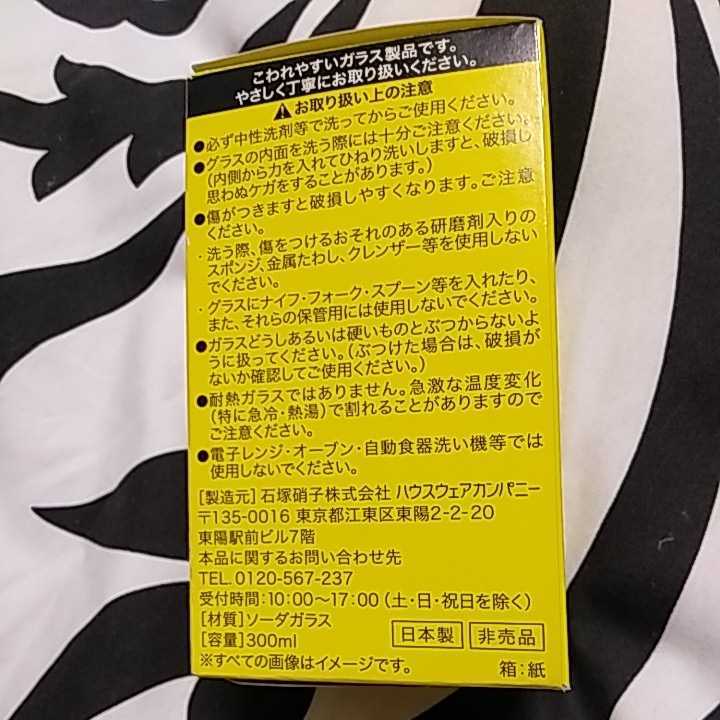 こわれやすいガラス製品です。
やさしく丁寧にお取り扱いください。
⚠お取り扱い上の注意
●必ず中性洗剤等で洗ってからご使用ください。
●グラスの内面を洗う際には十分ご注意ください。
(内側から力を入れてひねり洗いしますと、破損し
思わぬケガをすることがあります。)
●傷がつきますと破損しやすくなります。ご注意
ください。
・洗う際、傷をつけるおそれのある研磨剤入りの
スポンジ、金属たわし、クレンザー等を使用しない
でください。
・グラスにナイフ・フォーク・スプーン等を入れたり、
また、それらの保管用には使用しないでください。
●ガラスどうしあるいは硬いものとぶつからないよ
うに扱ってください。(ぶつけた場合は、破損が
ないか確認してご使用ください。)
●耐熱ガラスではありません。急激な温度変化
(特に急冷・熱湯)で割れることがありますので
ご注意ください。
●電子レンジ・オーブン・自動食器洗い機等では
使用しないでください。
[製造元] 石塚硝子株式会社 ハウスウェアカンパニー
〒135-0016 東京都江東区東陽2-2-20
東陽駅前ビル7階
本品に関するお問い合わせ先
TEL. 0120-567-237
受付時間:10:00〜17:00 (土・日・祝日を除く)
[材質]ソーダガラス
[容量]300ml 日本製 非売品
※すべての画像はイメージです。 箱:紙